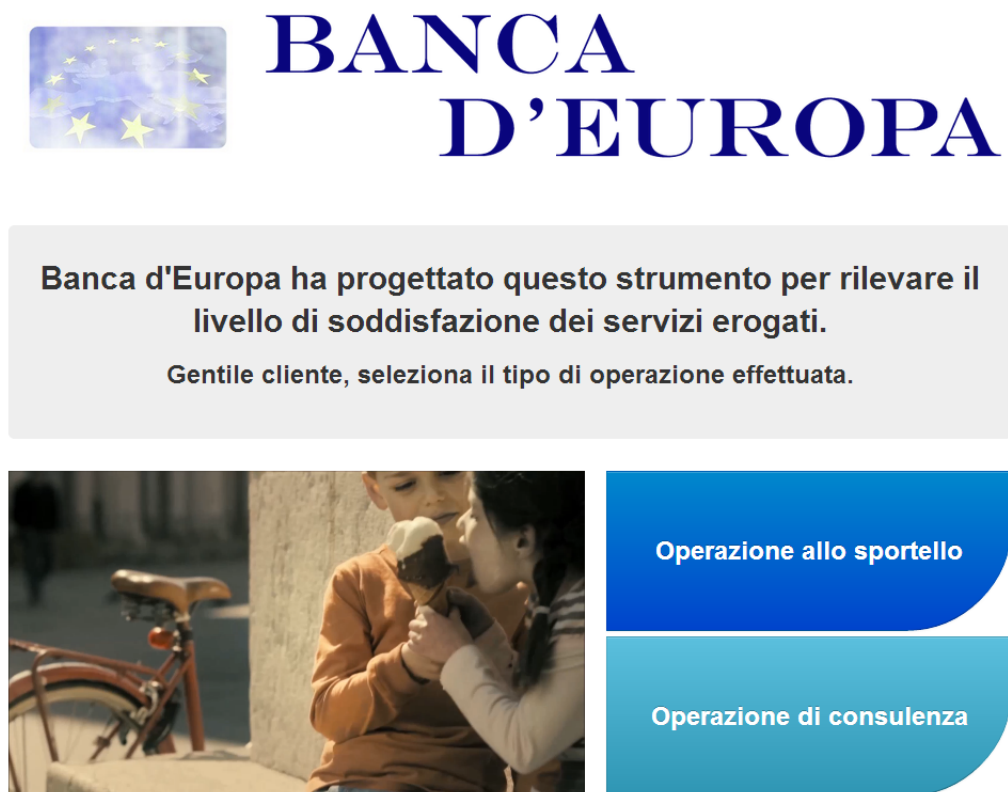 BANCA
D’EUROPA
Banca d'Europa ha progettato questo strumento per rilevare il
livello di soddisfazione dei servizi erogati.
Gentile cliente, seleziona il tipo di operazione effettuata.
Operazione allo sportello
Operazione di consulenza